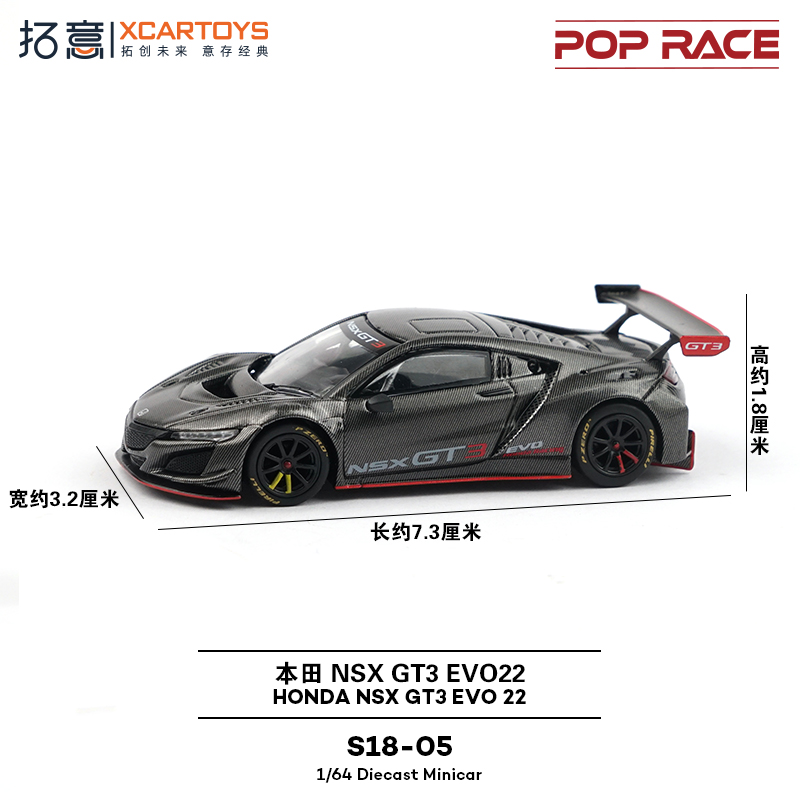 拓意
XCARTOYS
拓创未来 意存经典
POP RACE
NSX GT3
GT3
P ZERO
PIRELLI
NSX GT3 EVO
P ZERO
PIRELLI
高约1.8厘米
宽约3.2厘米
长约7.3厘米
本田 NSX GT3 EVO22
HONDA NSX GT3 EVO 22
S18-05
1/64 Diecast Minicar